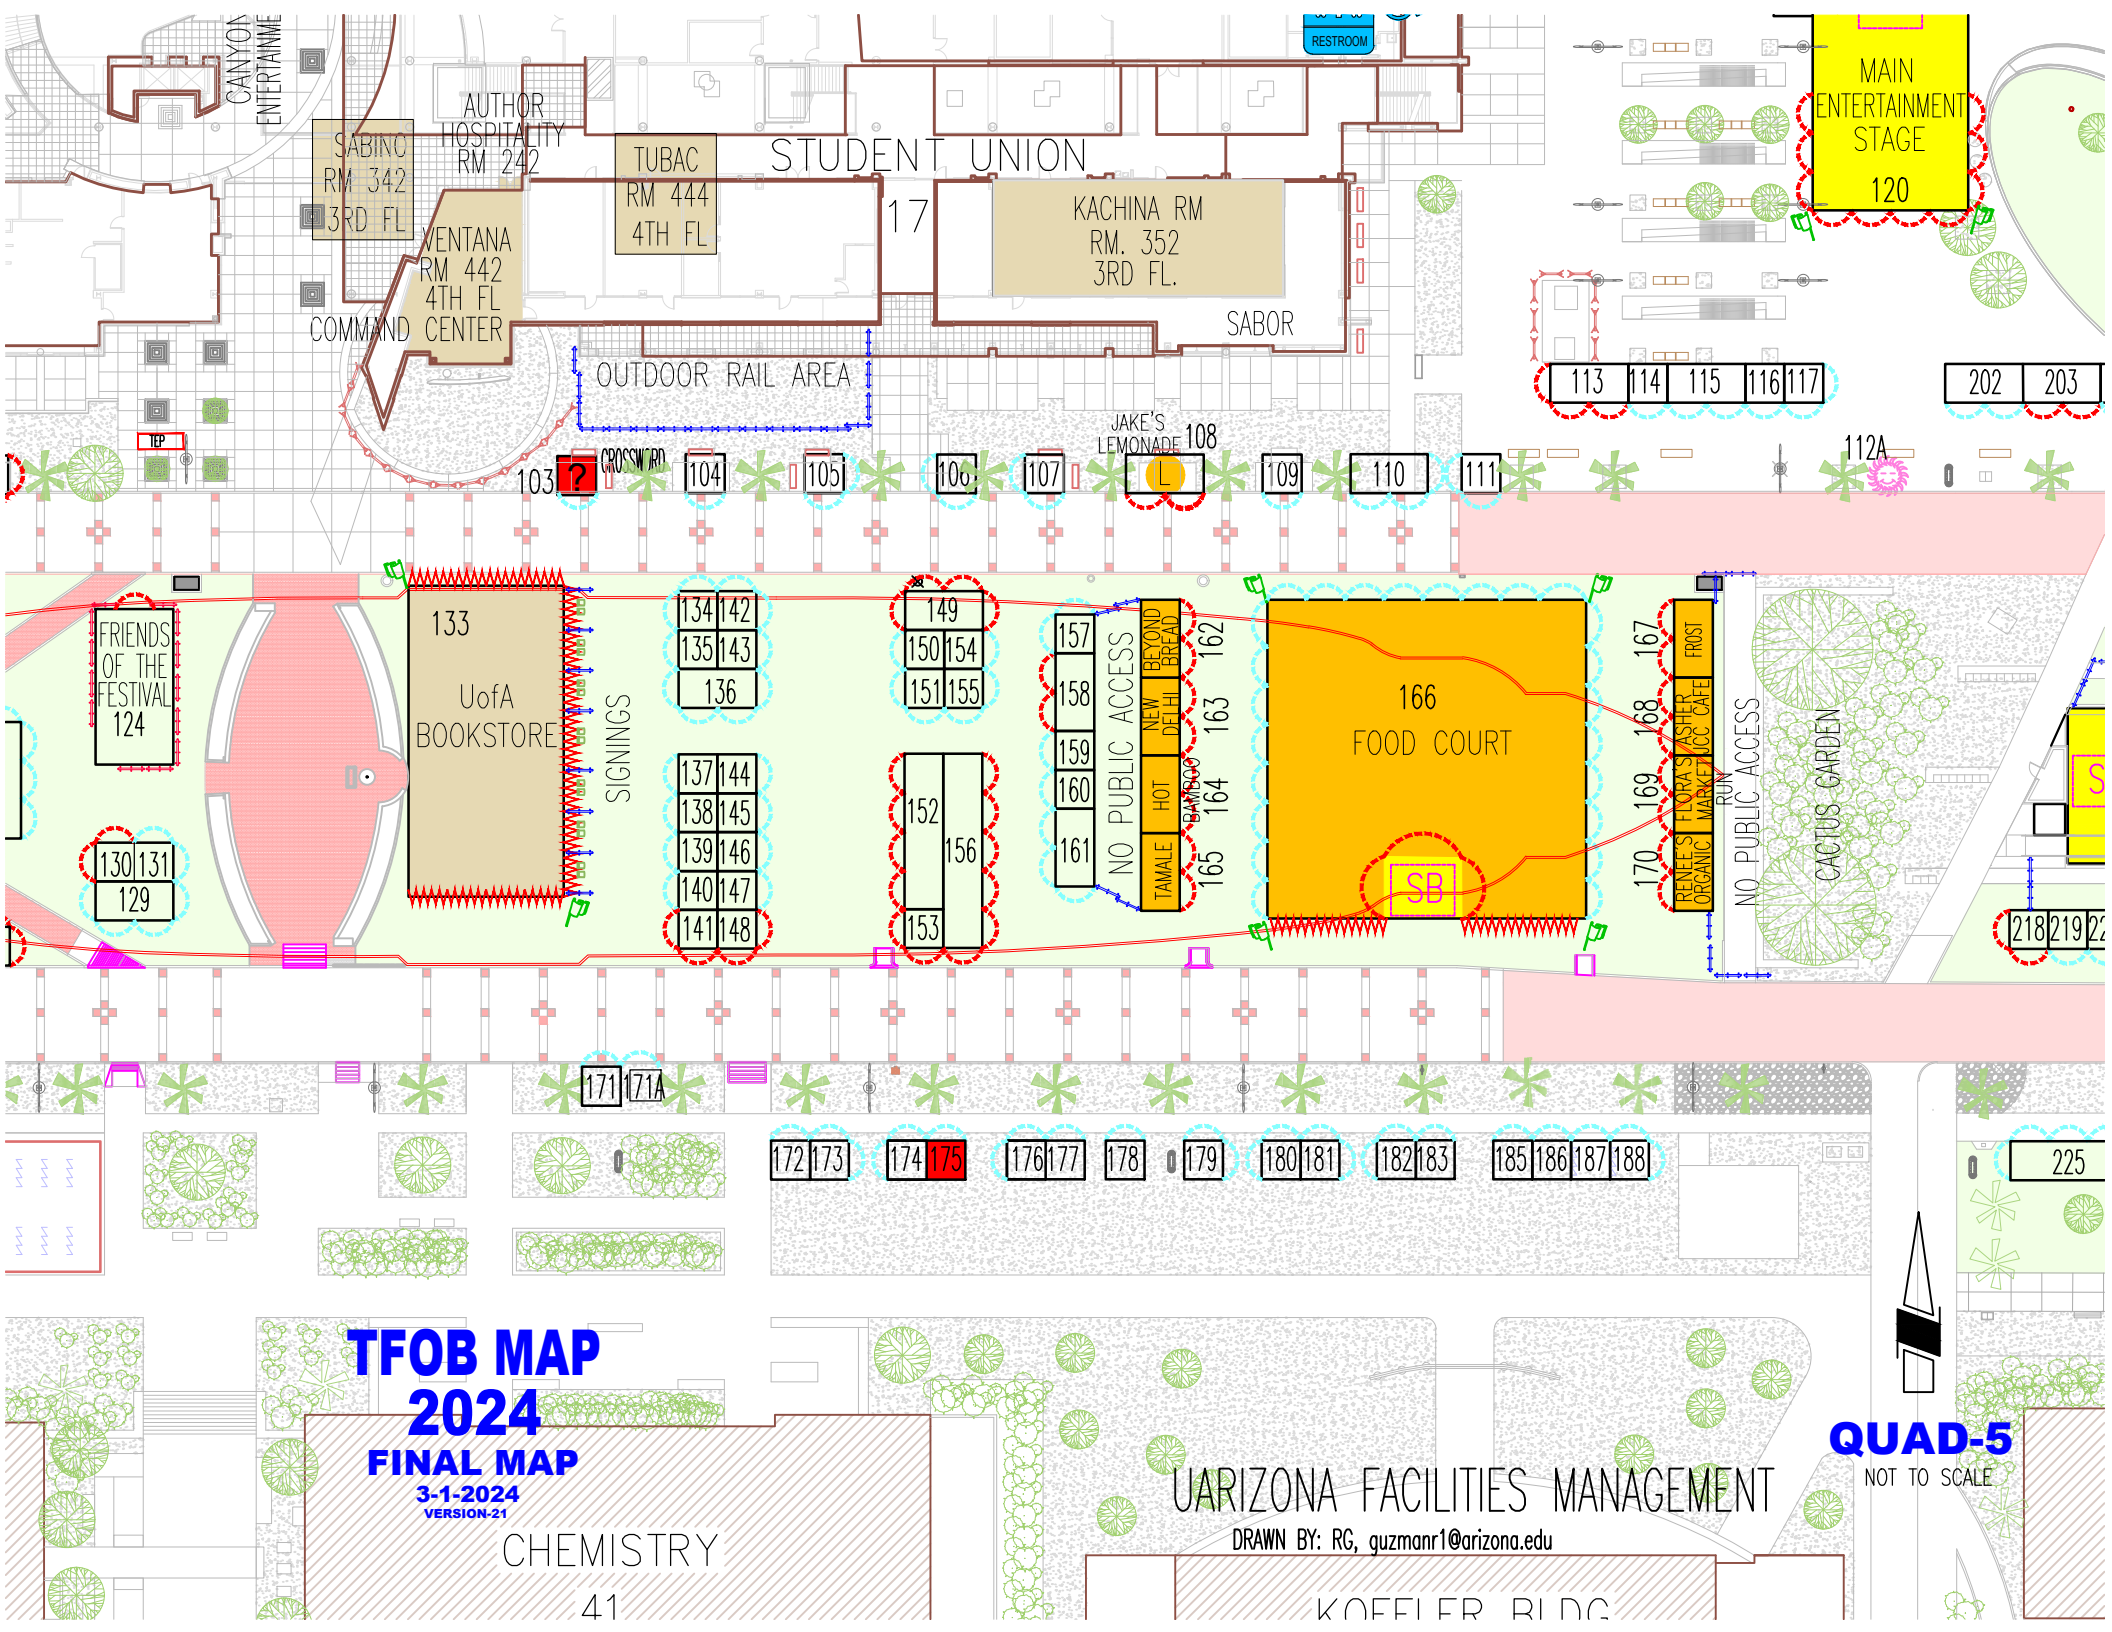 CANYON
ENTERTAINME
RESTROOM
MAIN
ENTERTAINMENT
STAGE
120
AUTHOR
HOSPITALITY
RM 242
SABINO
RM 342
3RD FL
TUBAC
RM 444
4TH FL
STUDENT UNION
17
KACHINA RM
RM. 352
3RD FL.
VENTANA
RM 442
4TH FL
COMMAND CENTER
SABOR
OUTDOOR RAIL AREA
113
114
115
116
117
202
203
TEP
103
?
CROSSWORD
104
105
106
107
JAKE'S
LEMONADE
108
L
109
110
111
112A
FRIENDS
OF THE
FESTIVAL
124
130
131
129
133
UofA
BOOKSTORE
SIGNINGS
134
142
135
143
136
137
144
138
145
139
146
140
147
141
148
149
150
154
151
155
152
156
153
157
158
159
160
161
NO PUBLIC ACCESS
BEYOND
BREAD
162
NEW
DELHI
163
HOT
BAMBOO
164
TAMALE
165
166
FOOD COURT
SB
167
FROST
168
ASHER
JCC CAFE
169
FLORA'S
MARKET
RUN
170
RENEE'S
ORGANIC
NO PUBLIC ACCESS
CACTUS GARDEN
S
218
219
22
171
171A
172
173
174
175
176
177
178
179
180
181
182
183
185
186
187
188
225
TFOB MAP
2024
FINAL MAP
3-1-2024
VERSION-21
CHEMISTRY
41
UARIZONA FACILITIES MANAGEMENT
DRAWN BY: RG, guzmanr1@arizona.edu
KOFFLER BLDG
QUAD-5
NOT TO SCALE